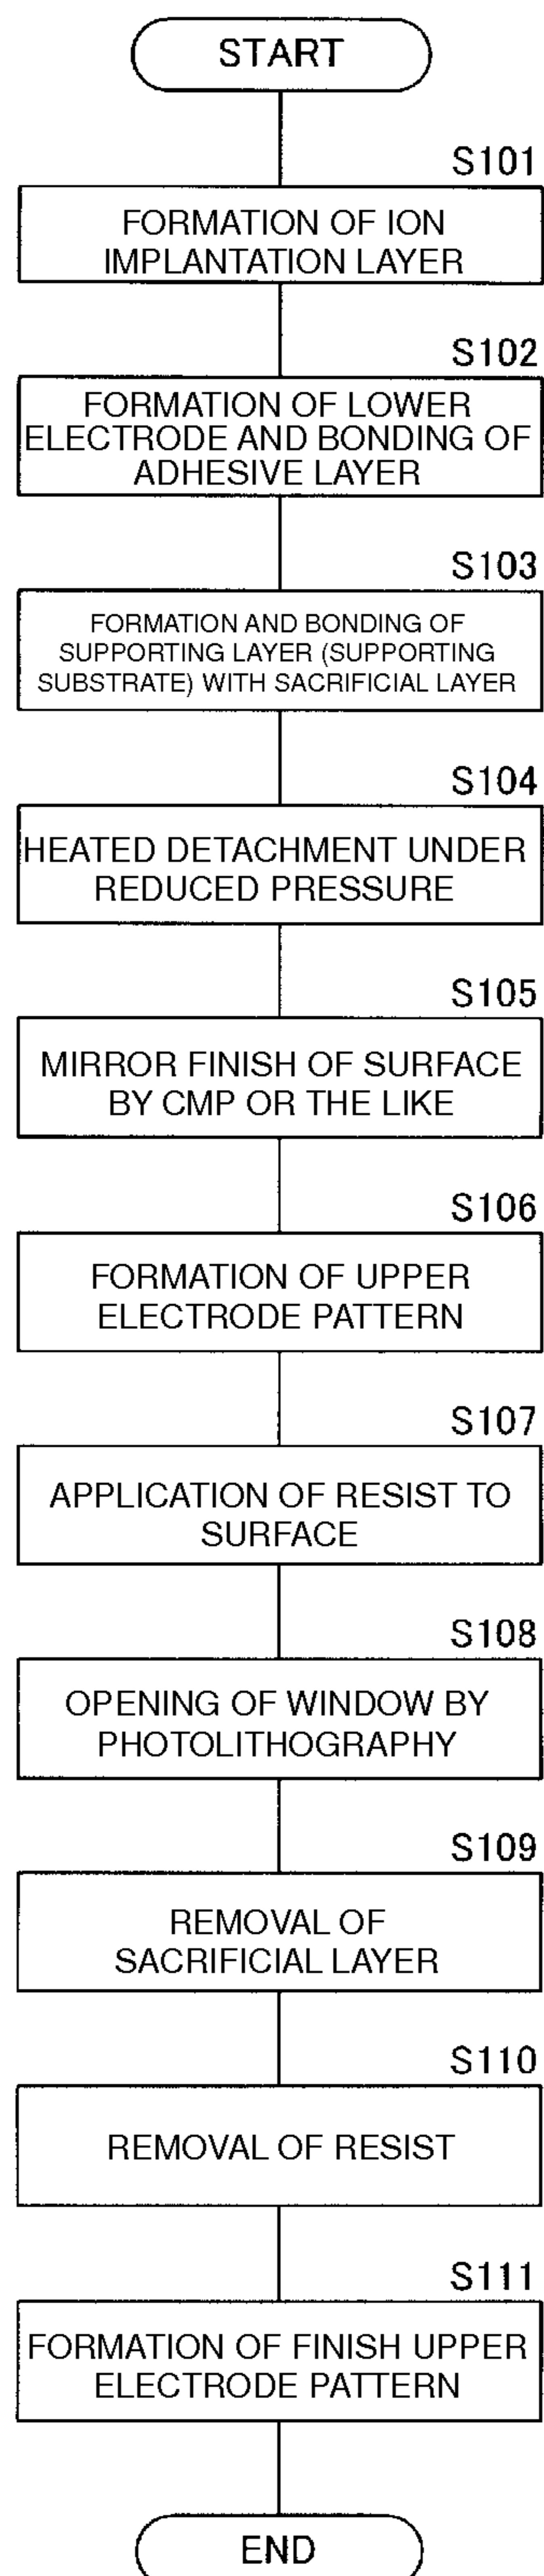 START
S101
FORMATION OF ION
IMPLANTATION LAYER
S102
FORMATION OF LOWER
ELECTRODE AND BONDING OF
ADHESIVE LAYER
S103
FORMATION AND BONDING OF
SUPPORTING LAYER (SUPPORTING
SUBSTRATE) WITH SACRIFICIAL LAYER
S104
HEATED DETACHMENT UNDER
REDUCED PRESSURE
S105
MIRROR FINISH OF SURFACE
BY CMP OR THE LIKE
S106
FORMATION OF UPPER
ELECTRODE PATTERN
S107
APPLICATION OF RESIST TO
SURFACE
S108
OPENING OF WINDOW BY
PHOTOLITHOGRAPHY
S109
REMOVAL OF
SACRIFICIAL LAYER
S110
REMOVAL OF RESIST
S111
FORMATION OF FINISH UPPER
ELECTRODE PATTERN
END